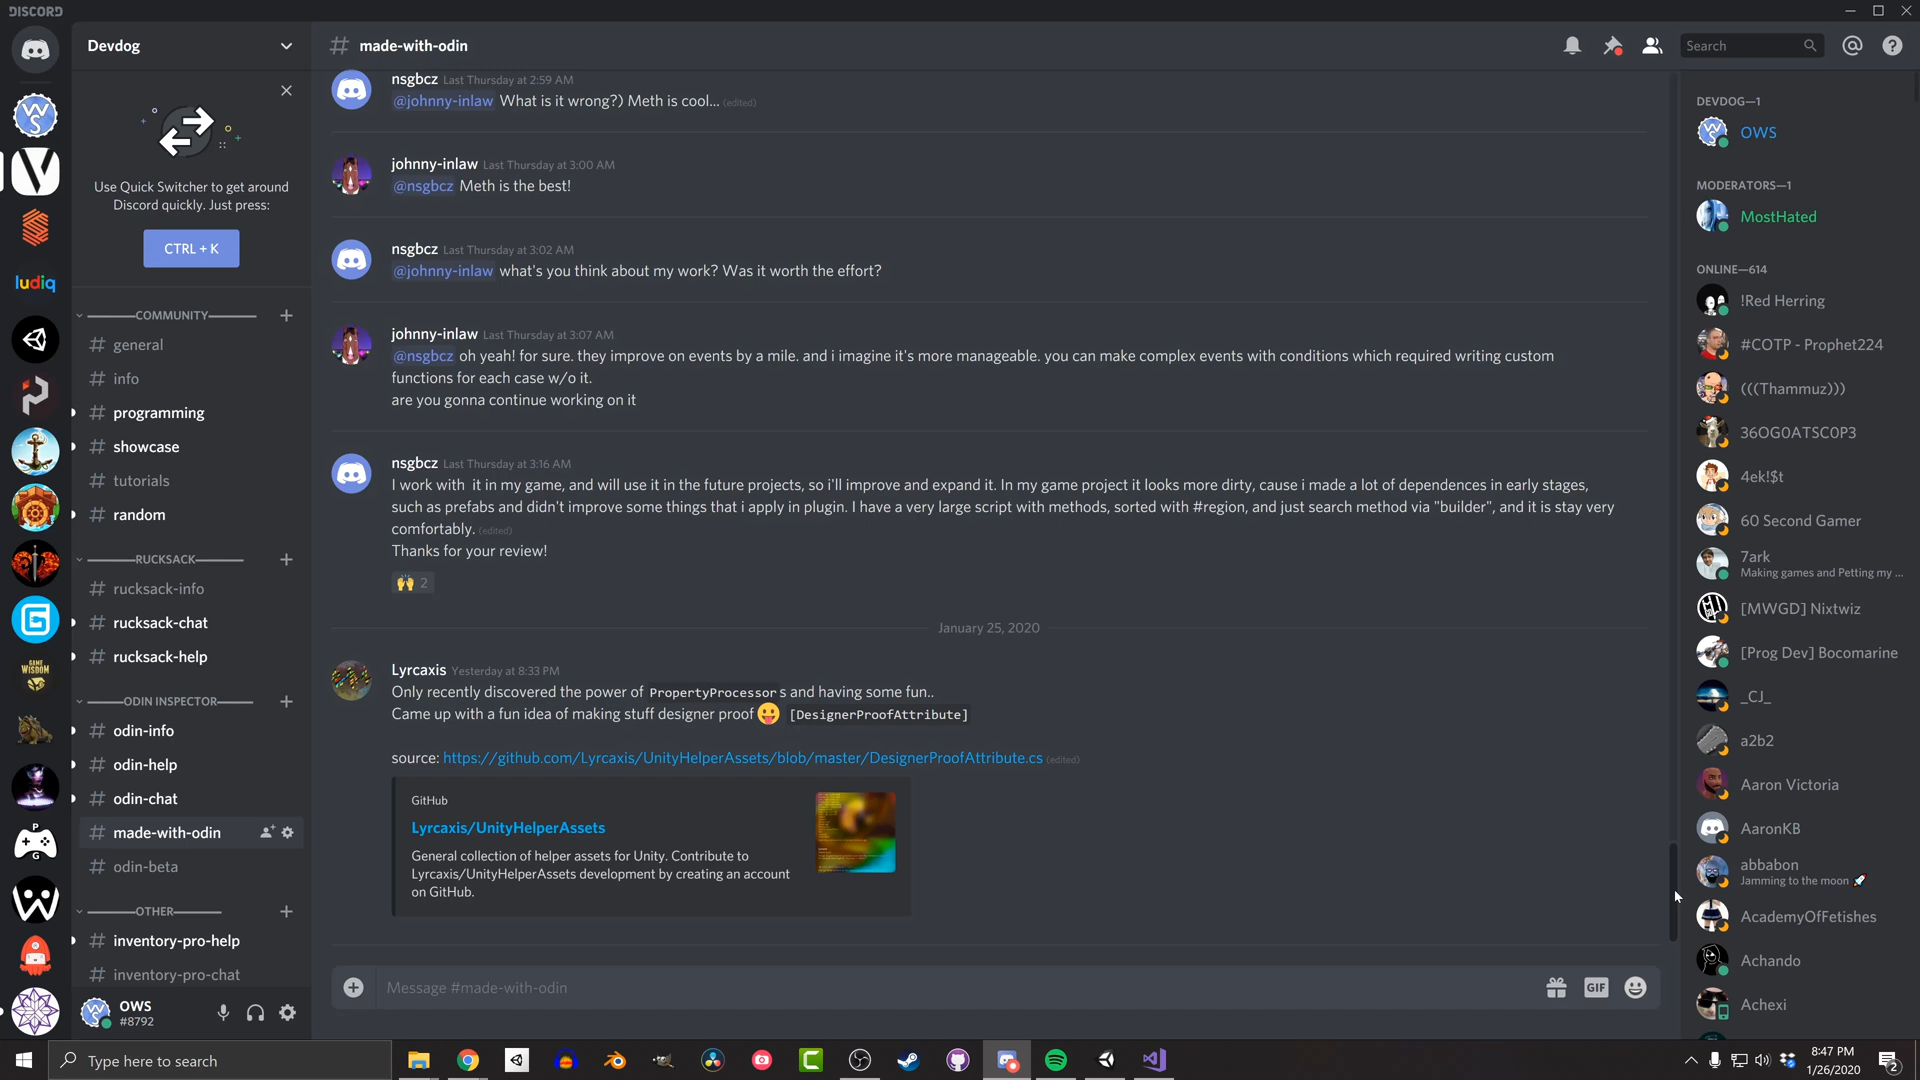 DISCORD
Devdog
Use Quick Switcher to get around
Discord quickly. Just press:
CTRL + K
COMMUNITY
# general
# info
# programming
# showcase
# tutorials
# random
RUCKSACK
# rucksack-info
# rucksack-chat
# rucksack-help
ODIN INSPECTOR
# odin-info
# odin-help
# odin-chat
# made-with-odin
# odin-beta
OTHER
# inventory-pro-help
# inventory-pro-chat
OWS
#8792
ludiq
GAME
WISDOM
P
G
# made-with-odin
Search
nsgbcz Last Thursday at 2:59 AM
@johnny-inlaw What is it wrong?) Meth is cool... (edited)
johnny-inlaw Last Thursday at 3:00 AM
@nsgbcz Meth is the best!
nsgbcz Last Thursday at 3:02 AM
@johnny-inlaw what's you think about my work? Was it worth the effort?
johnny-inlaw Last Thursday at 3:07 AM
@nsgbcz oh yeah! for sure. they improve on events by a mile. and i imagine it's more manageable. you can make complex events with conditions which required writing custom
functions for each case w/o it.
are you gonna continue working on it
nsgbcz Last Thursday at 3:16 AM
I work with it in my game, and will use it in the future projects, so i'll improve and expand it. In my game project it looks more dirty, cause i made a lot of dependences in early stages,
such as prefabs and didn't improve some things that i apply in plugin. I have a very large script with methods, sorted with #region, and just search method via "builder", and it is stay very
comfortably. (edited)
Thanks for your review!
🙌 2
January 25, 2020
Lyrcaxis Yesterday at 8:33 PM
Only recently discovered the power of PropertyProcessors and having some fun..
Came up with a fun idea of making stuff designer proof 😛 [DesignerProofAttribute]
source: https://github.com/Lyrcaxis/UnityHelperAssets/blob/master/DesignerProofAttribute.cs (edited)
GitHub
Lyrcaxis/UnityHelperAssets
General collection of helper assets for Unity. Contribute to
Lyrcaxis/UnityHelperAssets development by creating an account
on GitHub.
Message #made-with-odin
GIF
DEVDOG—1
OWS
MODERATORS—1
MostHated
ONLINE—614
!Red Herring
#COTP - Prophet224
(((Thammuz)))
36OG0ATSC0P3
4ek!$t
60 Second Gamer
7ark
Making games and Petting my ...
[MWGD] Nixtwiz
[Prog Dev] Bocomarine
_CJ_
a2b2
Aaron Victoria
AaronKB
abbabon
Jamming to the moon 🚀
AcademyOfFetishes
Achando
Achexi
Type here to search
8:47 PM
1/26/2020
2